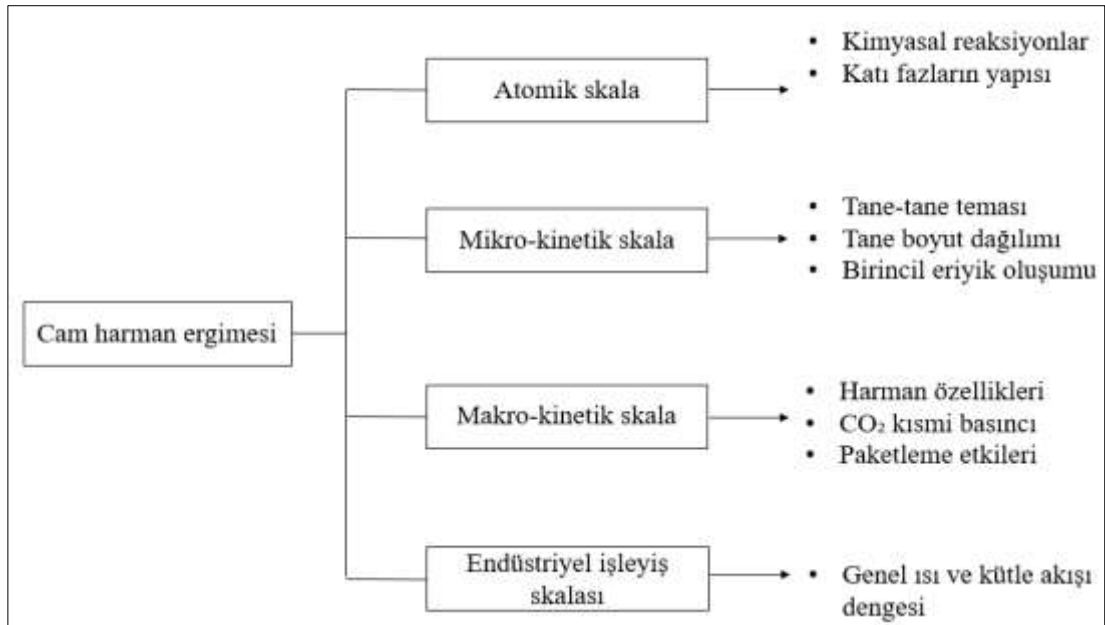 Cam harman ergimesi
Atomik skala
• Kimyasal reaksiyonlar
• Katı fazların yapısı
Mikro-kinetik skala
• Tane-tane teması
• Tane boyut dağılımı
• Birincil eriyik oluşumu
Makro-kinetik skala
• Harman özellikleri
• CO₂ kısmi basıncı
• Paketleme etkileri
Endüstriyel işleyiş
skalası
• Genel ısı ve kütle akışı
dengesi